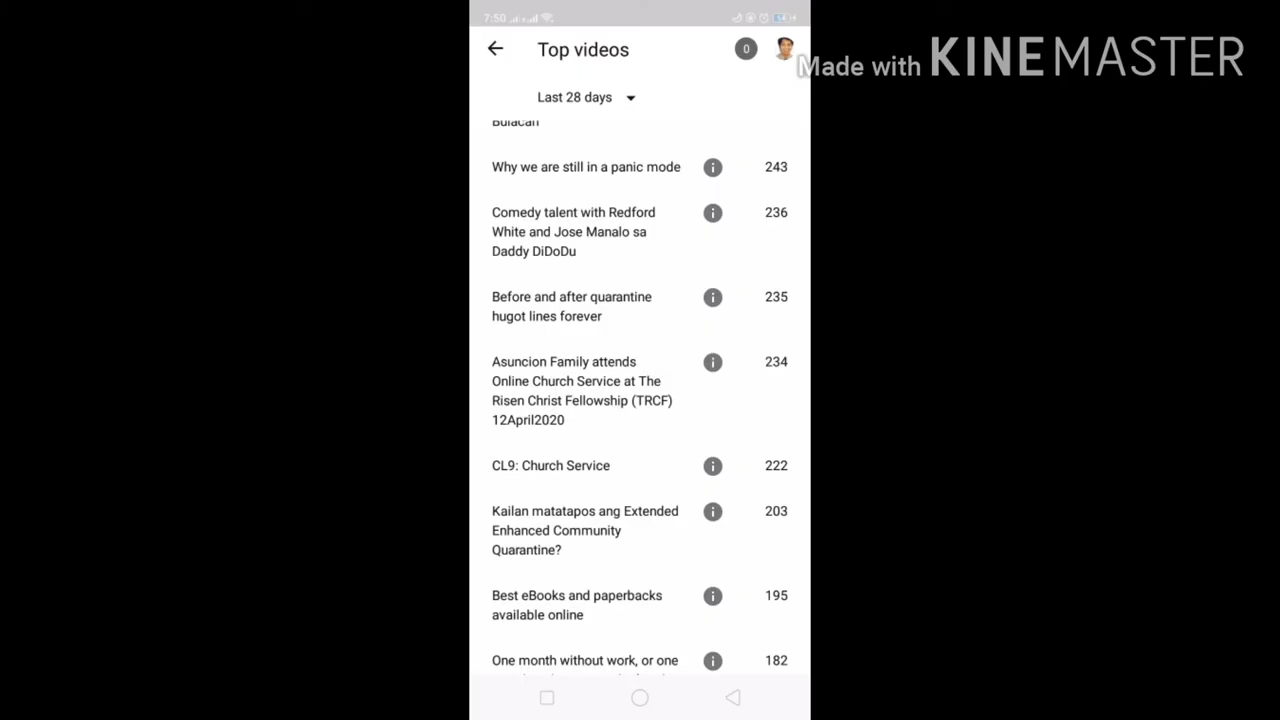 7:50
Top videos
0
Made with KINEMASTER
Last 28 days
Bulacan
Why we are still in a panic mode
243
Comedy talent with Redford
236
White and Jose Manalo sa
Daddy DiDoDu
Before and after quarantine
235
hugot lines forever
Asuncion Family attends
234
Online Church Service at The
Risen Christ Fellowship (TRCF)
12April2020
CL9: Church Service
222
Kailan matatapos ang Extended
203
Enhanced Community
Quarantine?
Best eBooks and paperbacks
195
available online
One month without work, or one
182